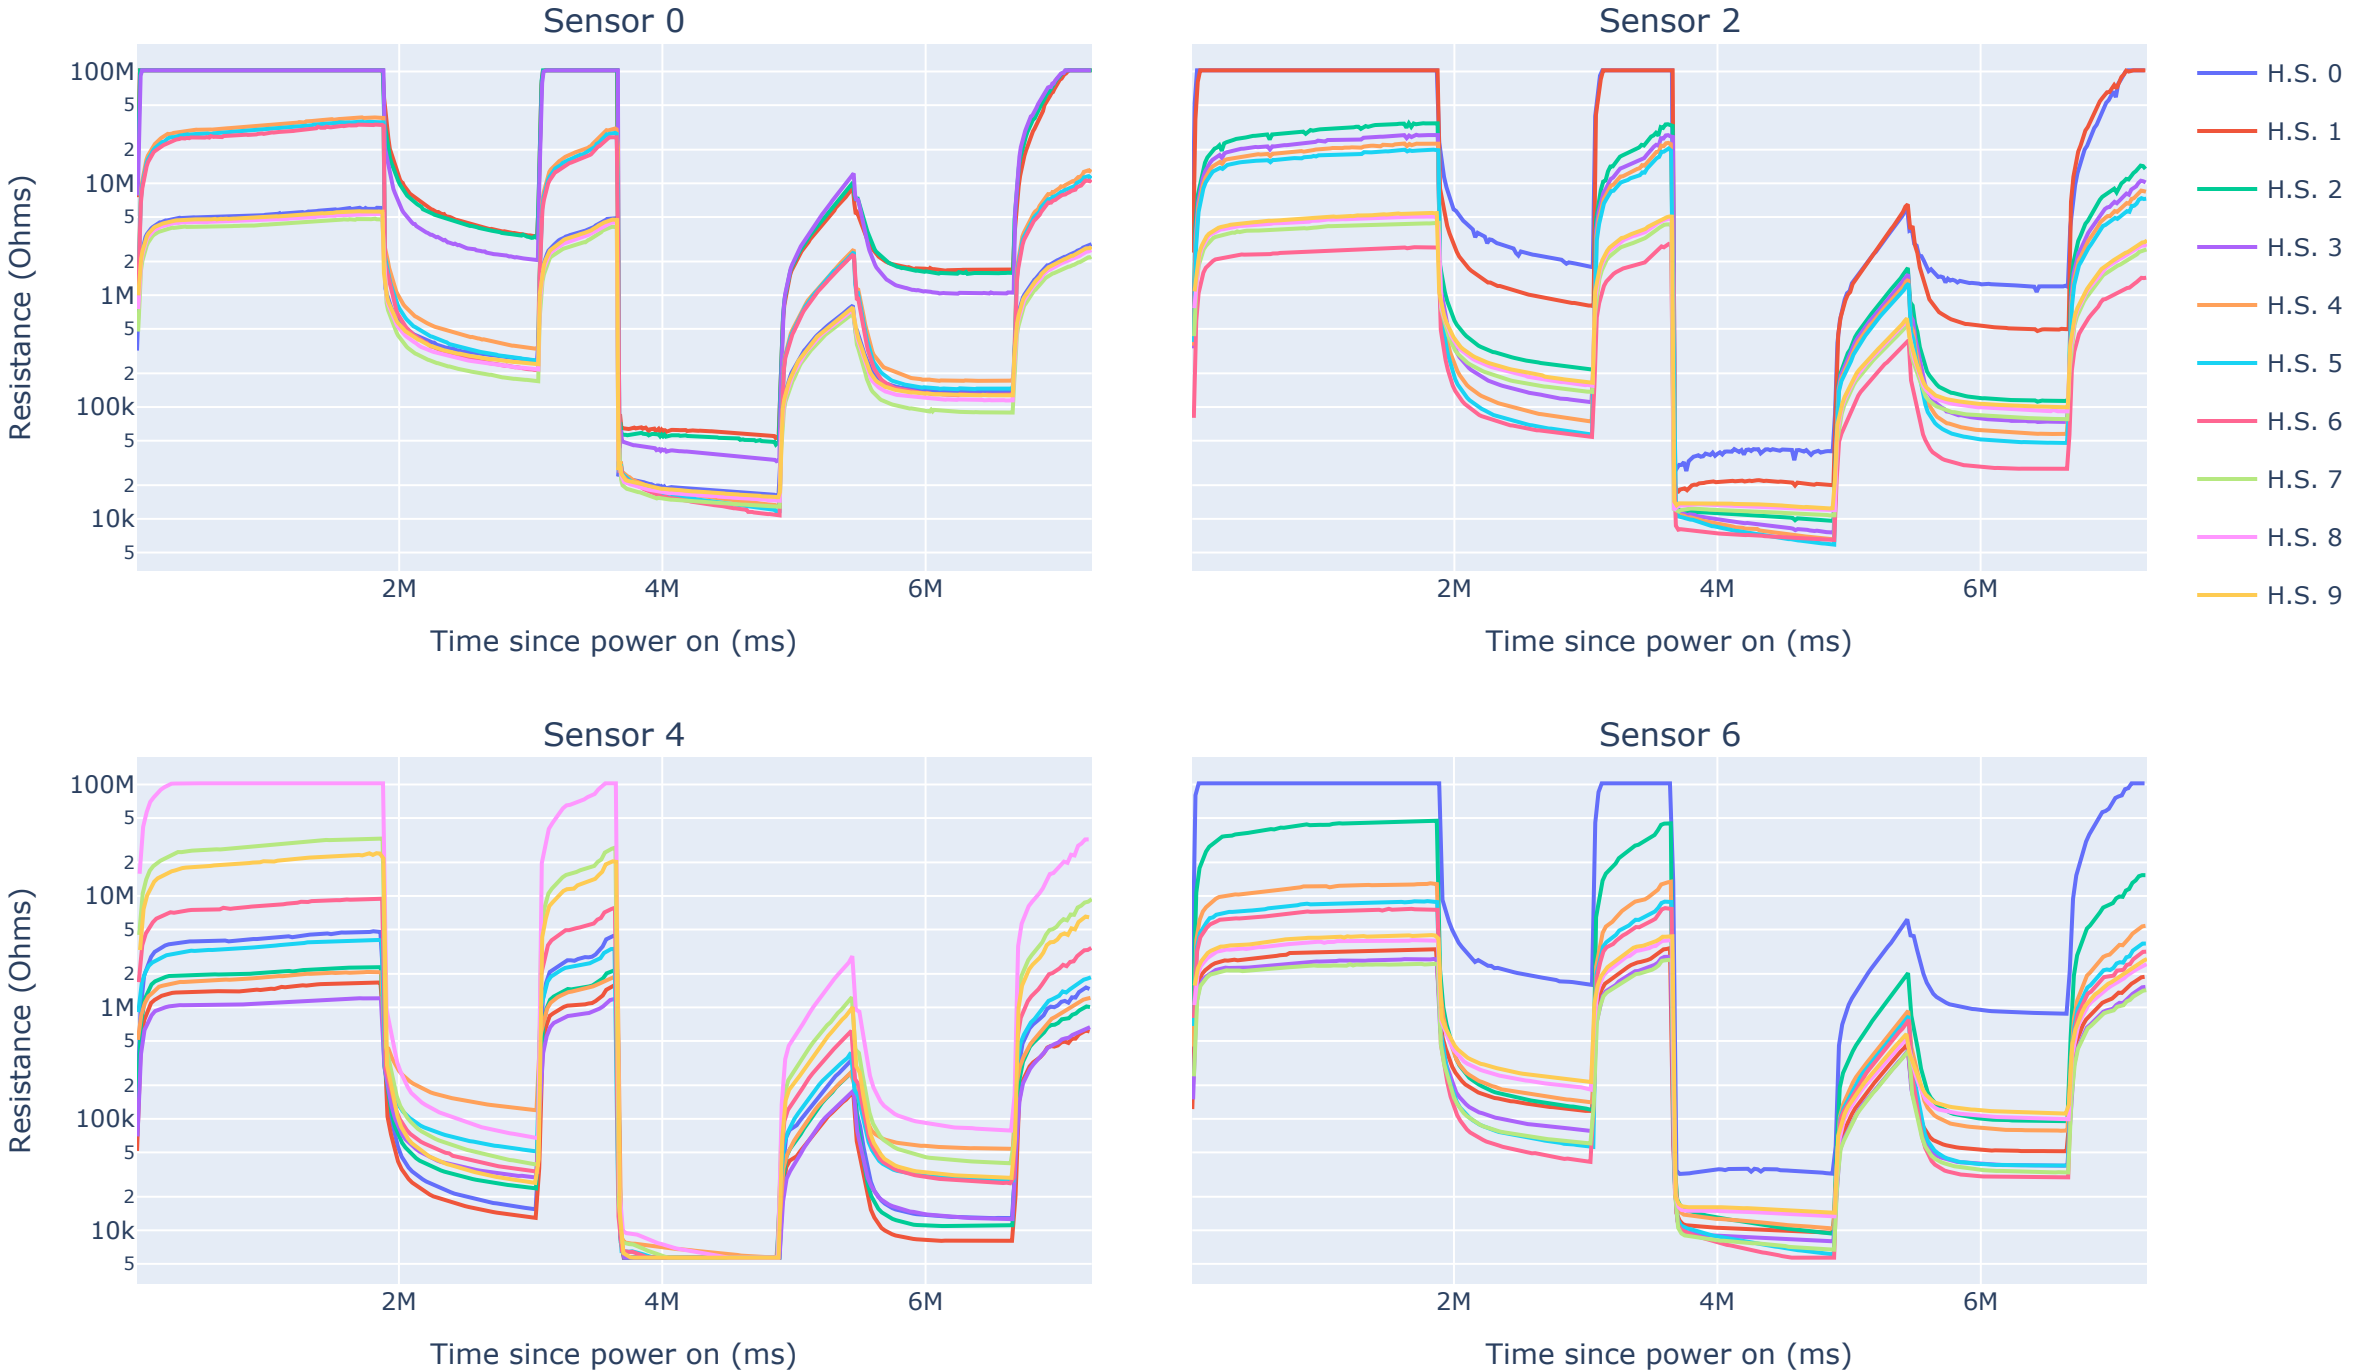 Sensor 0
Sensor 2
Resistance (Ohms)
100M
5
2
10M
5
2
1M
5
2
100k
5
2
10k
5
2M
4M
6M
2M
4M
6M
Time since power on (ms)
Time since power on (ms)
H.S. 0
H.S. 1
H.S. 2
H.S. 3
H.S. 4
H.S. 5
H.S. 6
H.S. 7
H.S. 8
H.S. 9
Sensor 4
Sensor 6
Resistance (Ohms)
100M
5
2
10M
5
2
1M
5
2
100k
5
2
10k
5
2M
4M
6M
2M
4M
6M
Time since power on (ms)
Time since power on (ms)